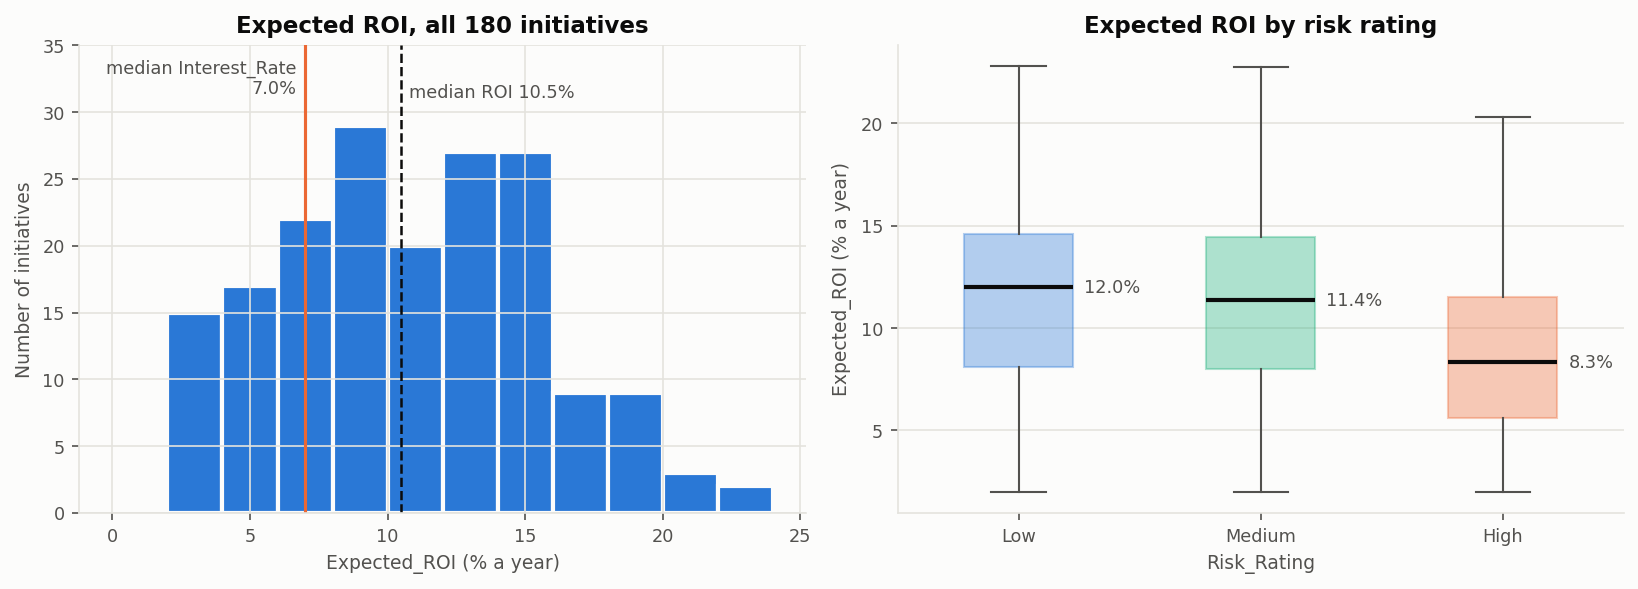 Expected ROI, all 180 initiatives
35
30
25
20
15
10
5
0
Number of initiatives
median Interest_Rate
7.0%
median ROI 10.5%
0 5 10 15 20 25
Expected_ROI (% a year)
Expected ROI by risk rating
20
15
10
5
Expected_ROI (% a year)
12.0%
11.4%
8.3%
Low Medium High
Risk_Rating